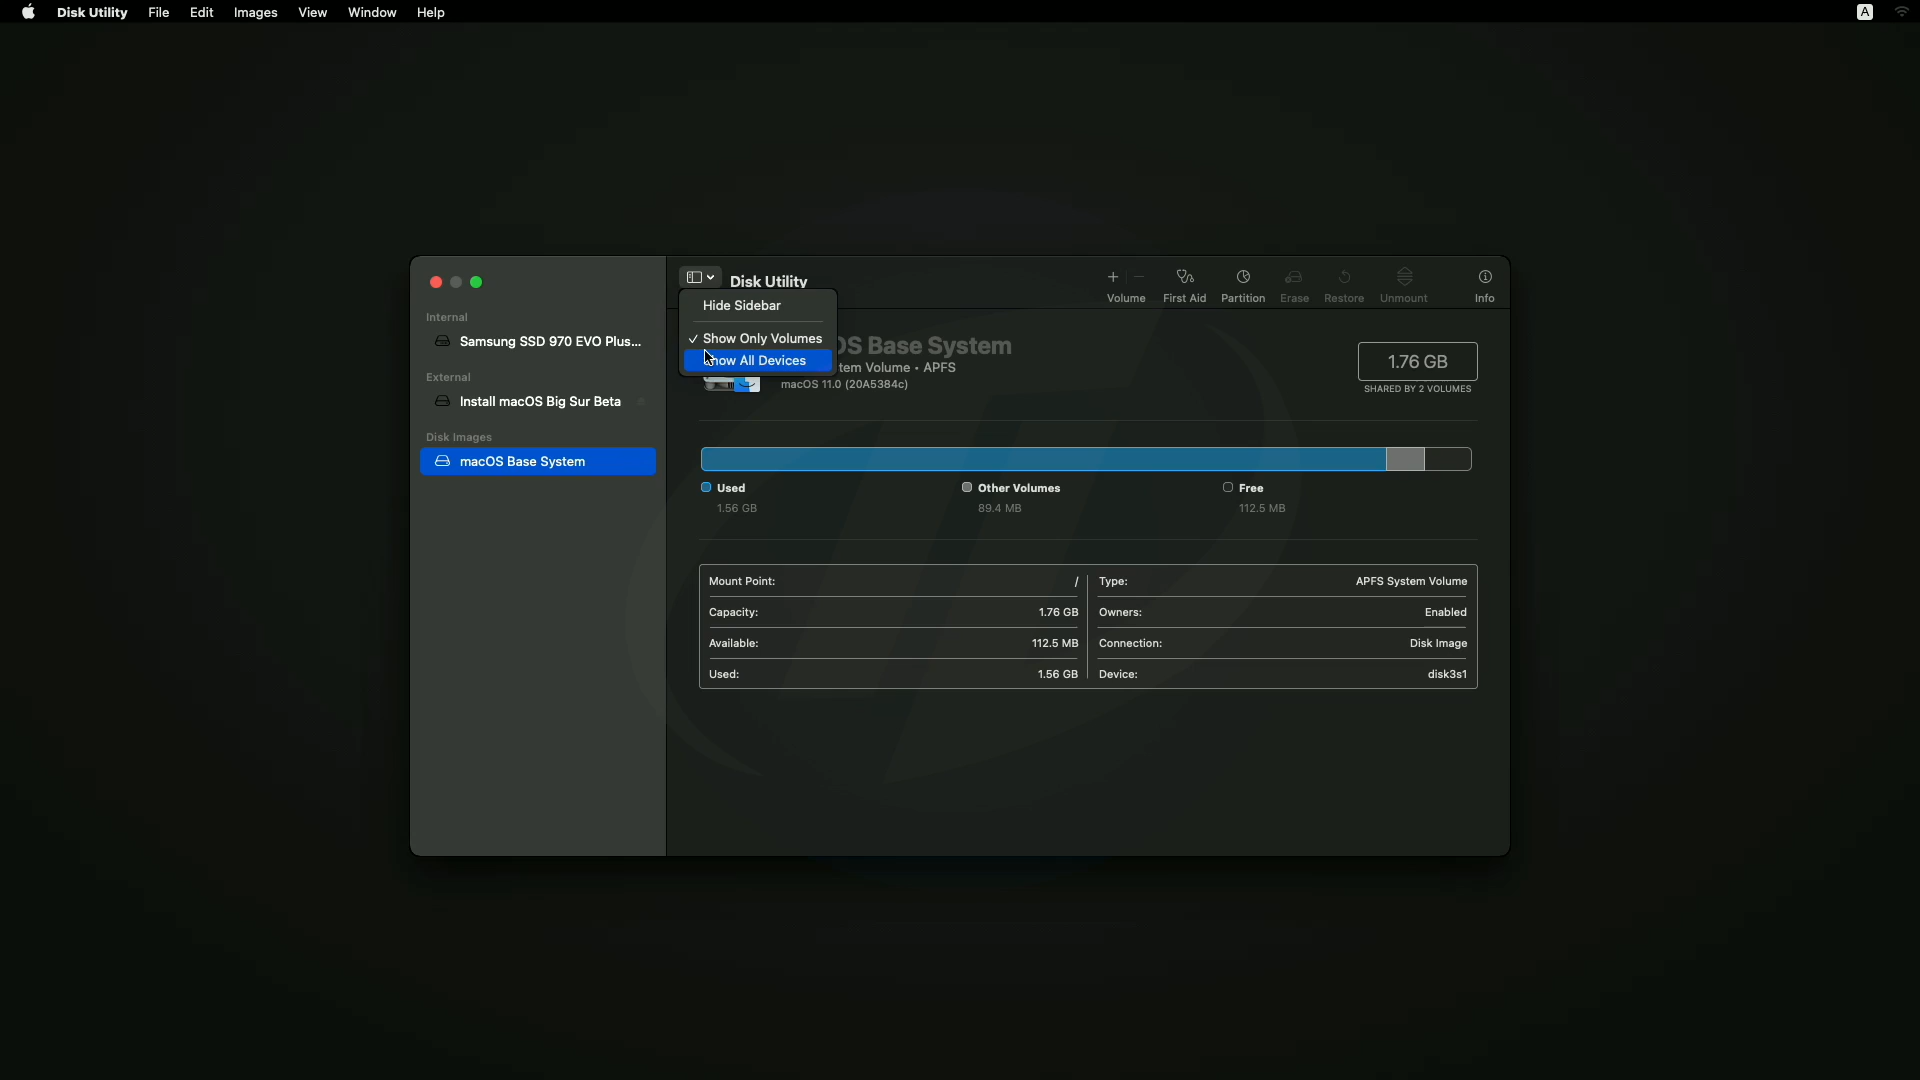 Disk Utility File Edit Images View Window Help A
Disk Utility
Volume First Aid Partition Erase Restore Unmount Info
Hide Sidebar
✓ Show Only Volumes
Show All Devices
Internal
Samsung SSD 970 EVO Plus...
External
Install macOS Big Sur Beta
Disk Images
macOS Base System
OS Base System
tem Volume • APFS
macOS 11.0 (20A5384c)
1.76 GB
SHARED BY 2 VOLUMES
Used
1.56 GB
Other Volumes
89.4 MB
Free
112.5 MB
Mount Point: /
Capacity: 1.76 GB
Available: 112.5 MB
Used: 1.56 GB
Type: APFS System Volume
Owners: Enabled
Connection: Disk Image
Device: disk3s1